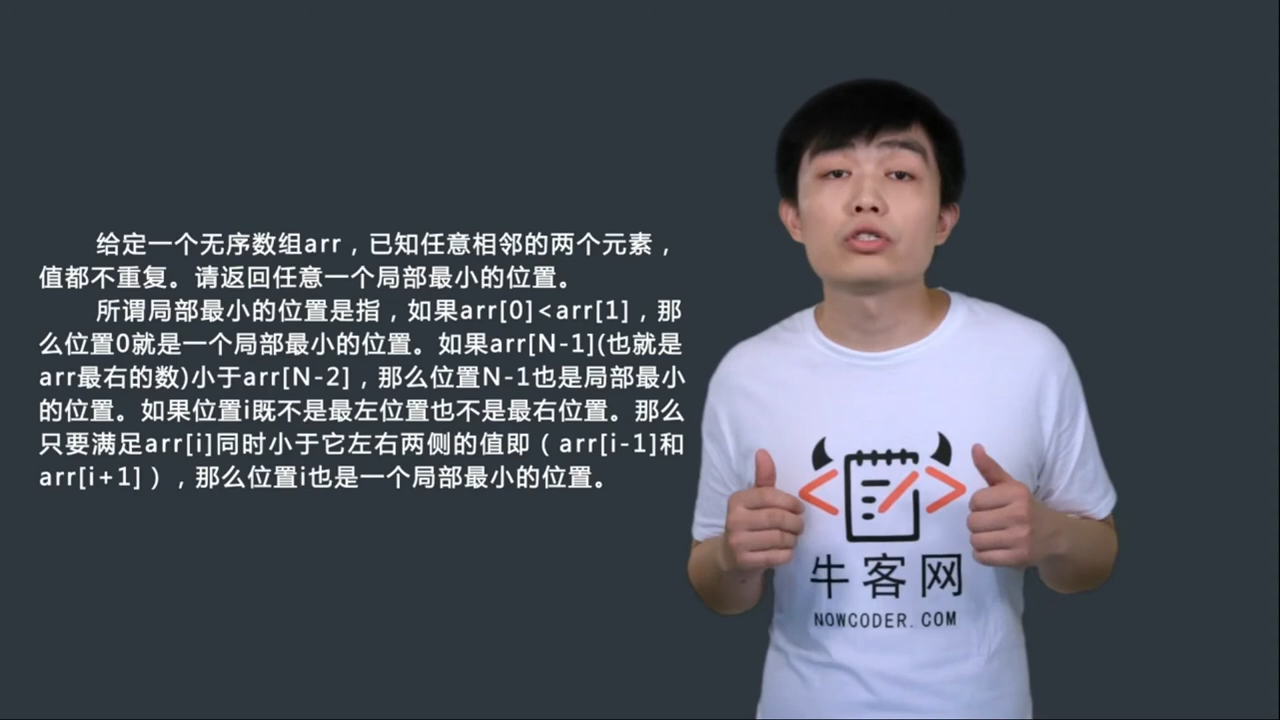 给定一个无序数组arr，已知任意相邻的两个元素，
值都不重复。请返回任意一个局部最小的位置。
所谓局部最小的位置是指，如果arr[0]<arr[1]，那
么位置0就是一个局部最小的位置。如果arr[N-1](也就是
arr最右的数)小于arr[N-2]，那么位置N-1也是局部最小
的位置。如果位置i既不是最左位置也不是最右位置。那么
只要满足arr[i]同时小于它左右两侧的值即（arr[i-1]和
arr[i+1]），那么位置i也是一个局部最小的位置。
牛客网
NOWCODER.COM